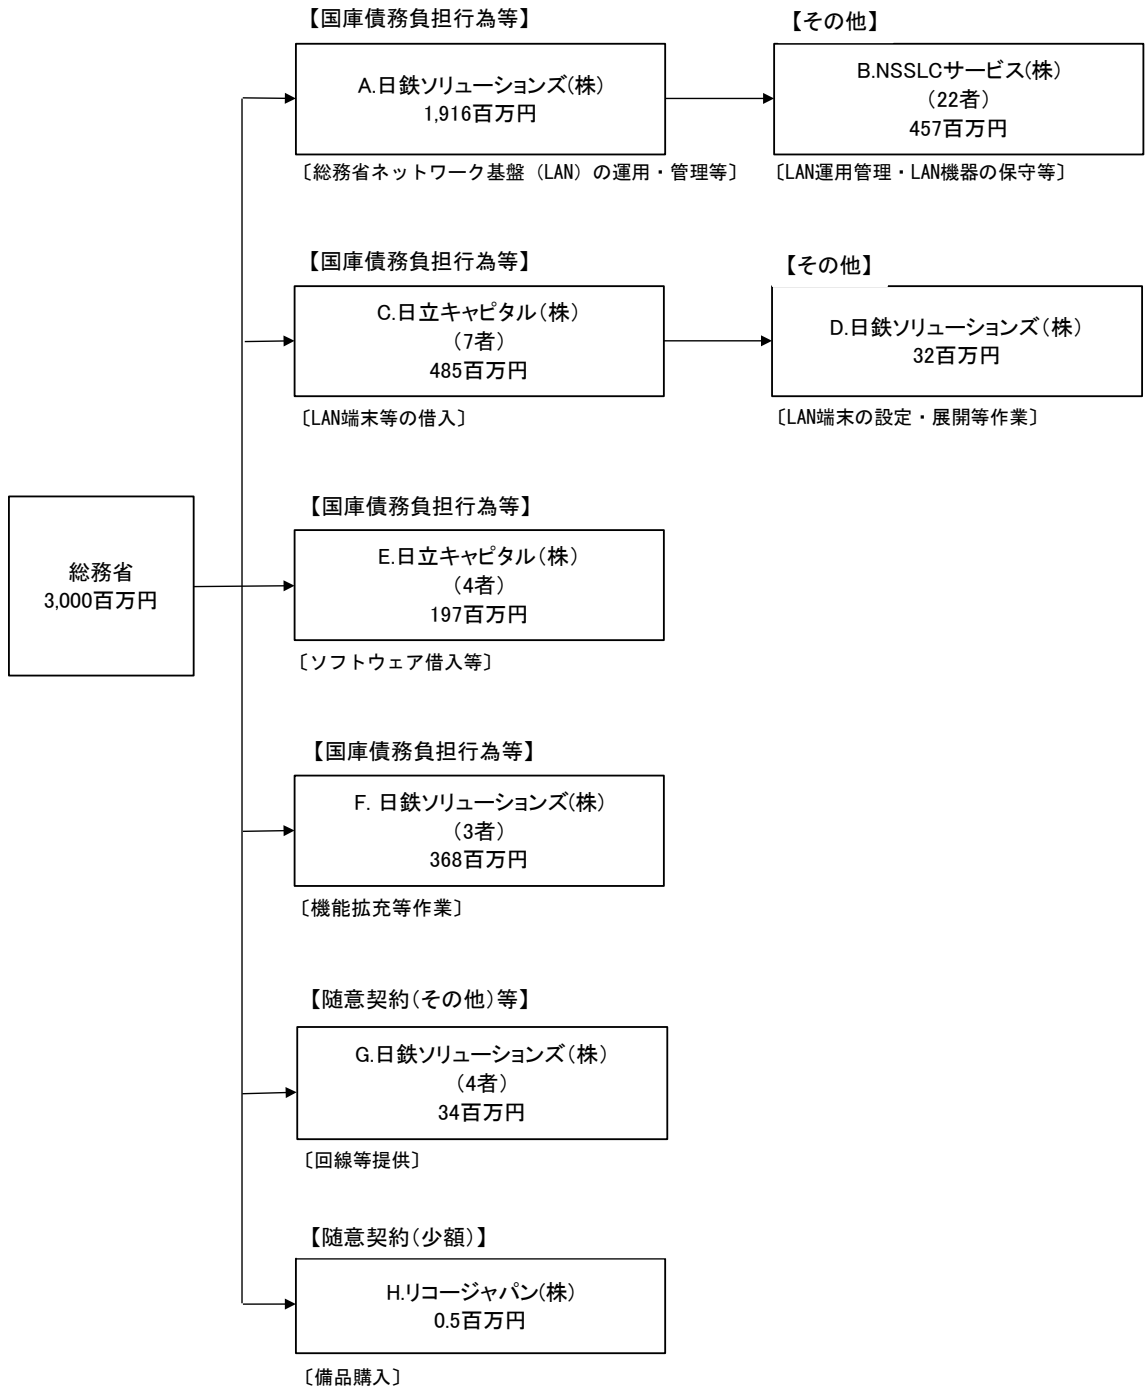 【国庫債務負担行為等】
【その他】
A.日鉄ソリューションズ(株)
1,916百万円
B.NSSLCサービス(株)
(22者)
457百万円
〔総務省ネットワーク基盤（LAN）の運用・管理等〕
〔LAN運用管理・LAN機器の保守等〕
【国庫債務負担行為等】
【その他】
C.日立キャピタル(株)
(7者)
485百万円
D.日鉄ソリューションズ(株)
32百万円
〔LAN端末等の借入〕
〔LAN端末の設定・展開等作業〕
【国庫債務負担行為等】
総務省
3,000百万円
E.日立キャピタル(株)
(4者)
197百万円
〔ソフトウェア借入等〕
【国庫債務負担行為等】
F. 日鉄ソリューションズ(株)
(3者)
368百万円
〔機能拡充等作業〕
【随意契約(その他)等】
G.日鉄ソリューションズ(株)
(4者)
34百万円
〔回線等提供〕
【随意契約(少額)】
H.リコージャパン(株)
0.5百万円
〔備品購入〕